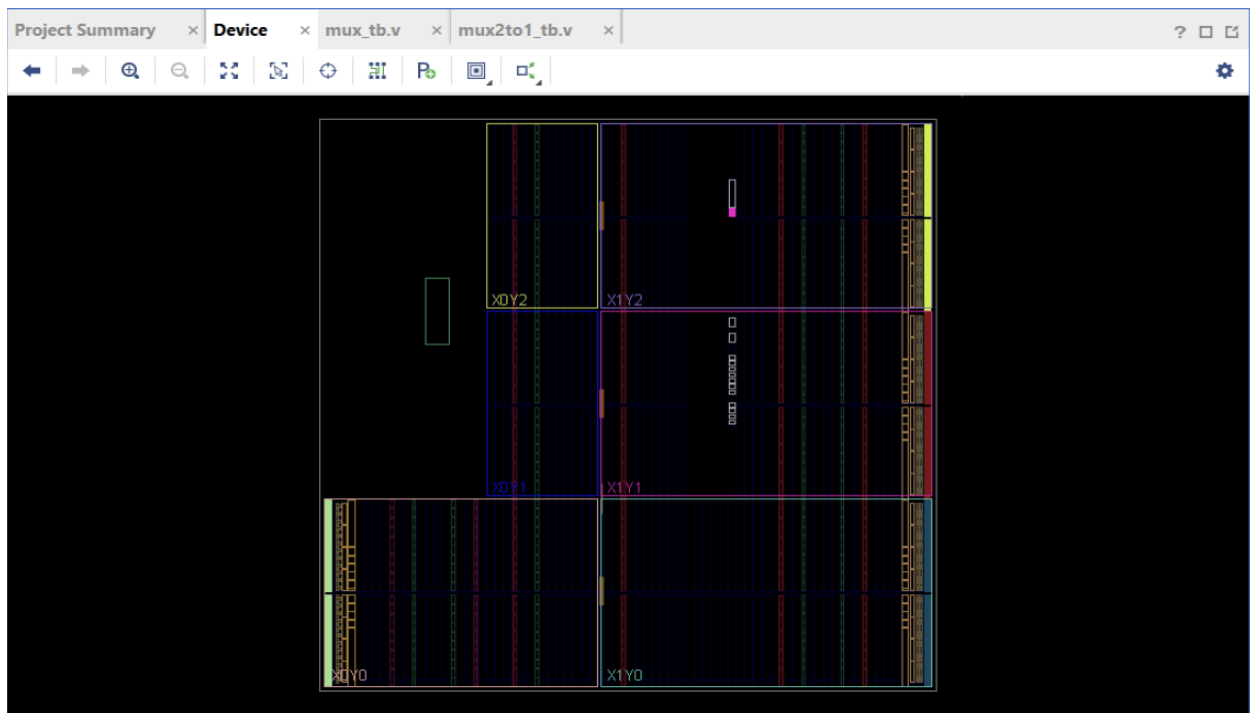 Project Summary × Device × mux_tb.v × mux2to1_tb.v × ?
X0Y2 X1Y2
X0Y1 X1Y1
X0Y0 X1Y0